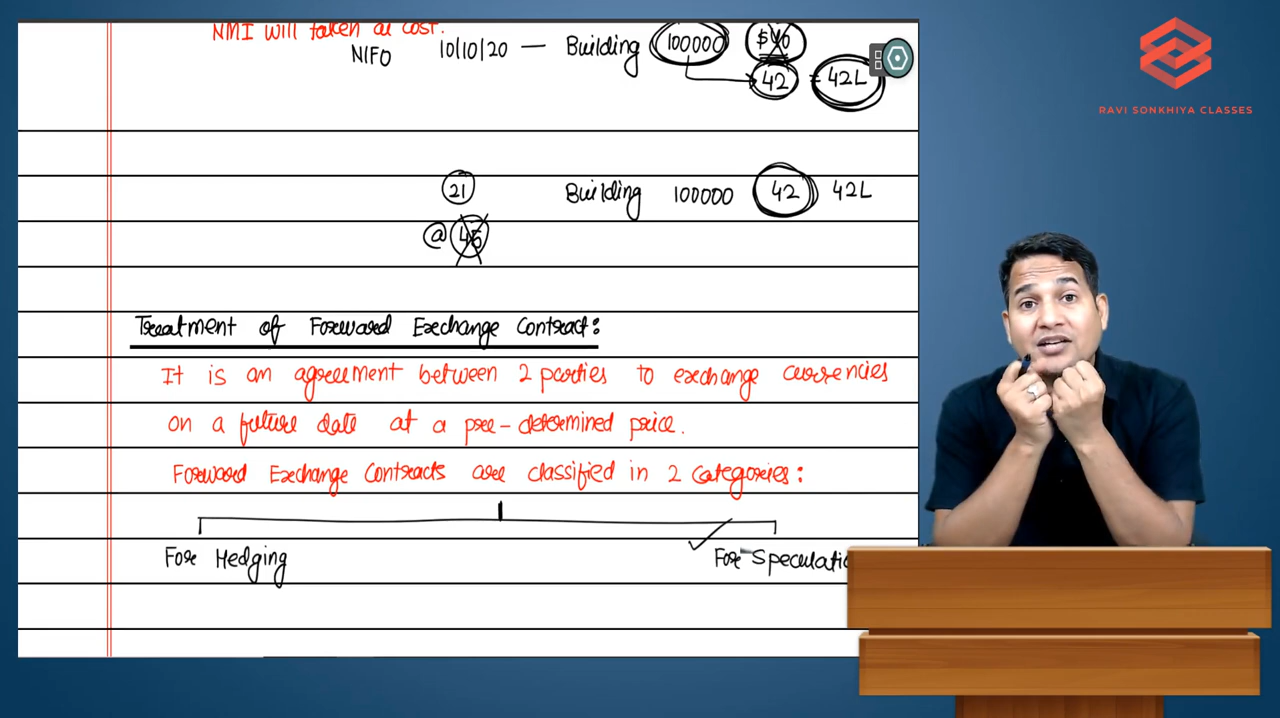 NMI will taken at cost.
NIFO 10/10/20 — Building 100000 $40
42 = 42L
RAVI SONKHIYA CLASSES
21 Building 100000 42 42L
@ 45
Treatment of Forward Exchange Contract:
It is an agreement between 2 parties to exchange currencies
on a future date at a pre-determined price.
Forward Exchange Contracts are classified in 2 categories:
For Hedging For Speculatio